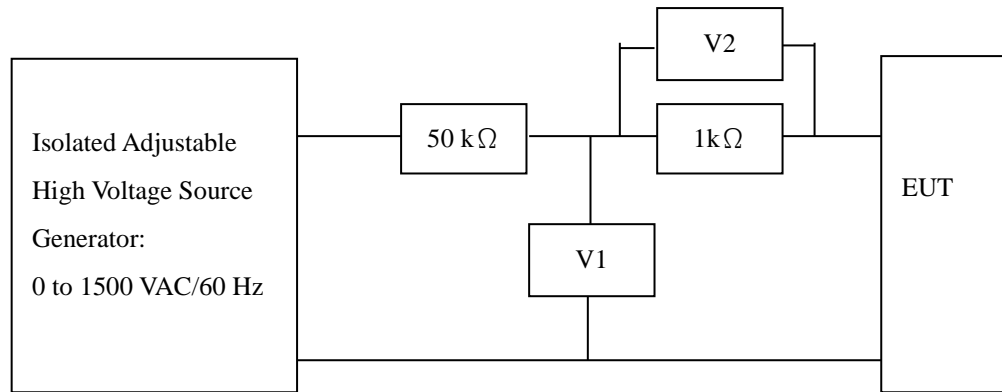 V2
Isolated Adjustable
High Voltage Source
Generator:
0 to 1500 VAC/60 Hz
50 kΩ
1kΩ
EUT
V1